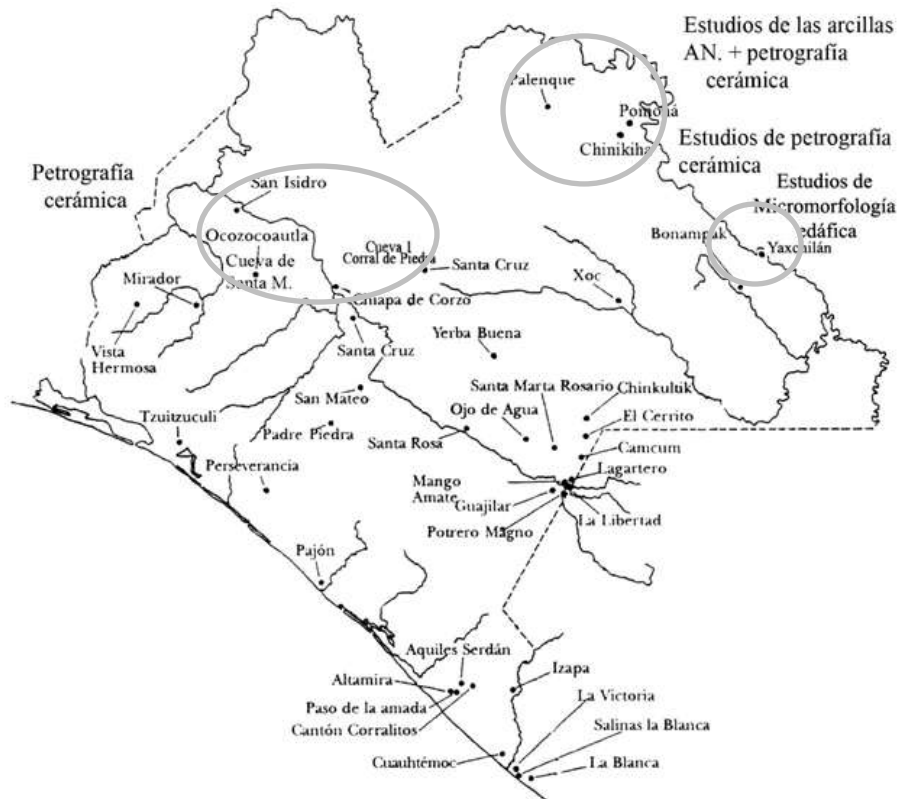 Estudios de las arcillas
AN. + petrografía
cerámica
Palenque
Pomoná
Chinikiha
Estudios de petrografía
cerámica
Petrografía
cerámica
San Isidro
Estudios de
Micromorfología
edáfica
Bonampak
Yaxchilán
Ocozocoautla
Cueva de
Santa M.
Cueva 1
Corral de Piedra
Santa Cruz
Xoc
Mirador
Chiapa de Corzo
Vista
Hermosa
Santa Cruz
Yerba Buena
San Mateo
Santa Marta Rosario
Chinkultik
Ojo de Agua
El Cerrito
Tzuitzuculi
Padre Piedra
Santa Rosa
Camcum
Perseverancia
Lagartero
Mango
Amate
Guajilar
La Libertad
Potrero Magno
Pajón
Aquiles Serdán
Altamira
Izapa
Paso de la amada
La Victoria
Cantón Corralitos
Salinas la Blanca
Cuauhtémoc
La Blanca